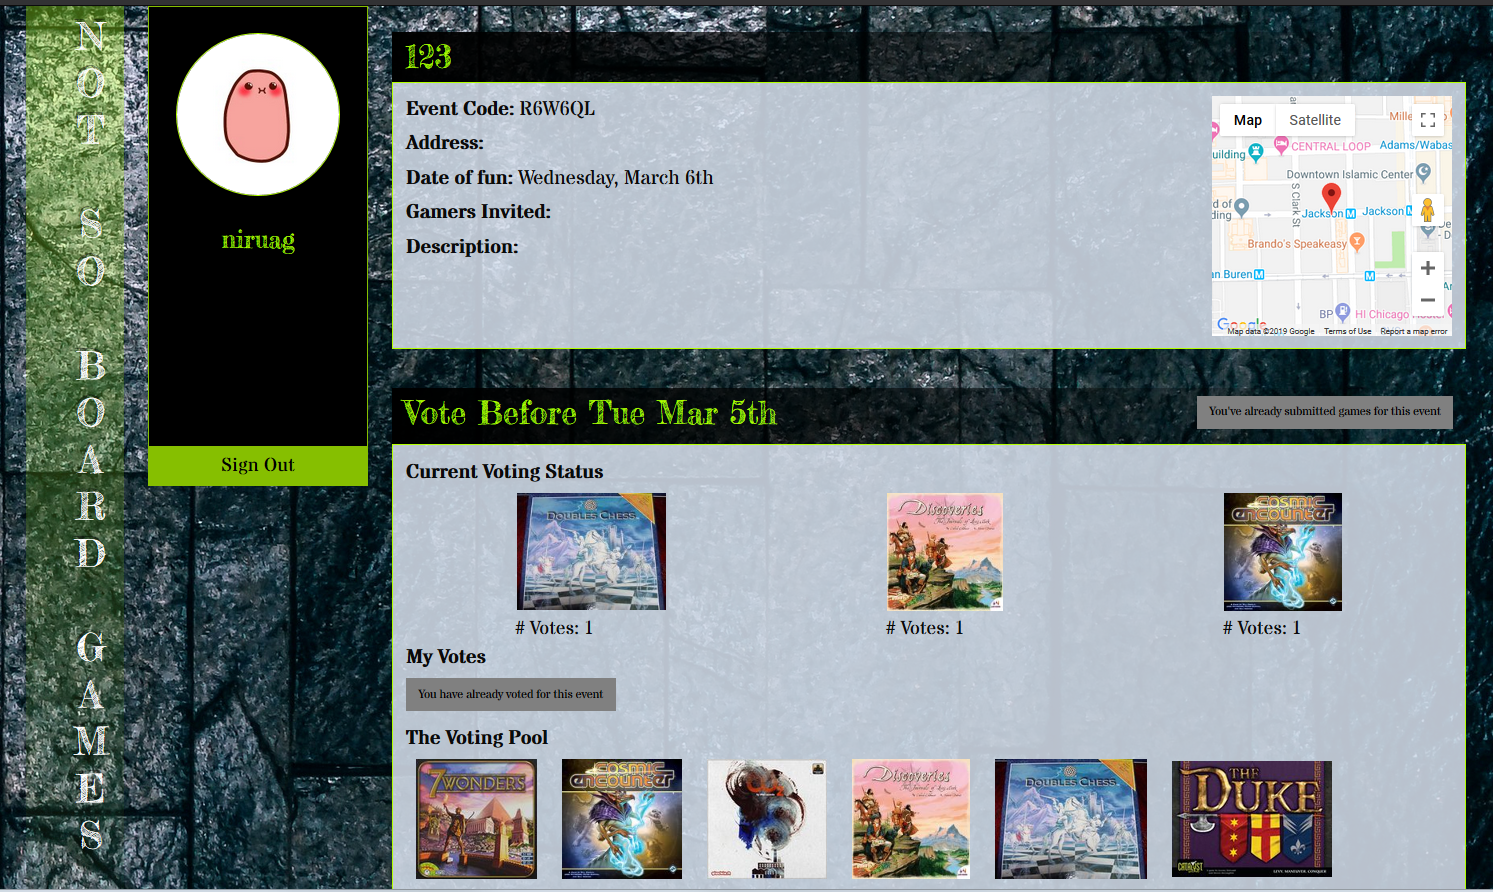 NOT SO BOARD GAMES
niruag
Sign Out
123
Event Code: R6W6QL
Address:
Date of fun: Wednesday, March 6th
Gamers Invited:
Description:
Map
Satellite
CENTRAL LOOP
Adams/Wabas
uilding
Downtown Islamic Center
S Clark St
d of
ding
Jackson M
Jackson
Brando's Speakeasy
an Buren M
M
BP
HI Chicago
Google
Map data ©2019 Google
Terms of Use
Report a map error
Vote Before Tue Mar 5th
You've already submitted games for this event
Current Voting Status
DOUBLES CHESS
Discoveries
COSMIC
encounter
# Votes: 1
# Votes: 1
# Votes: 1
My Votes
You have already voted for this event
The Voting Pool
7 WONDERS
COSMIC
encounter
Discoveries
DOUBLES CHESS
THE
DUKE
CATALYST